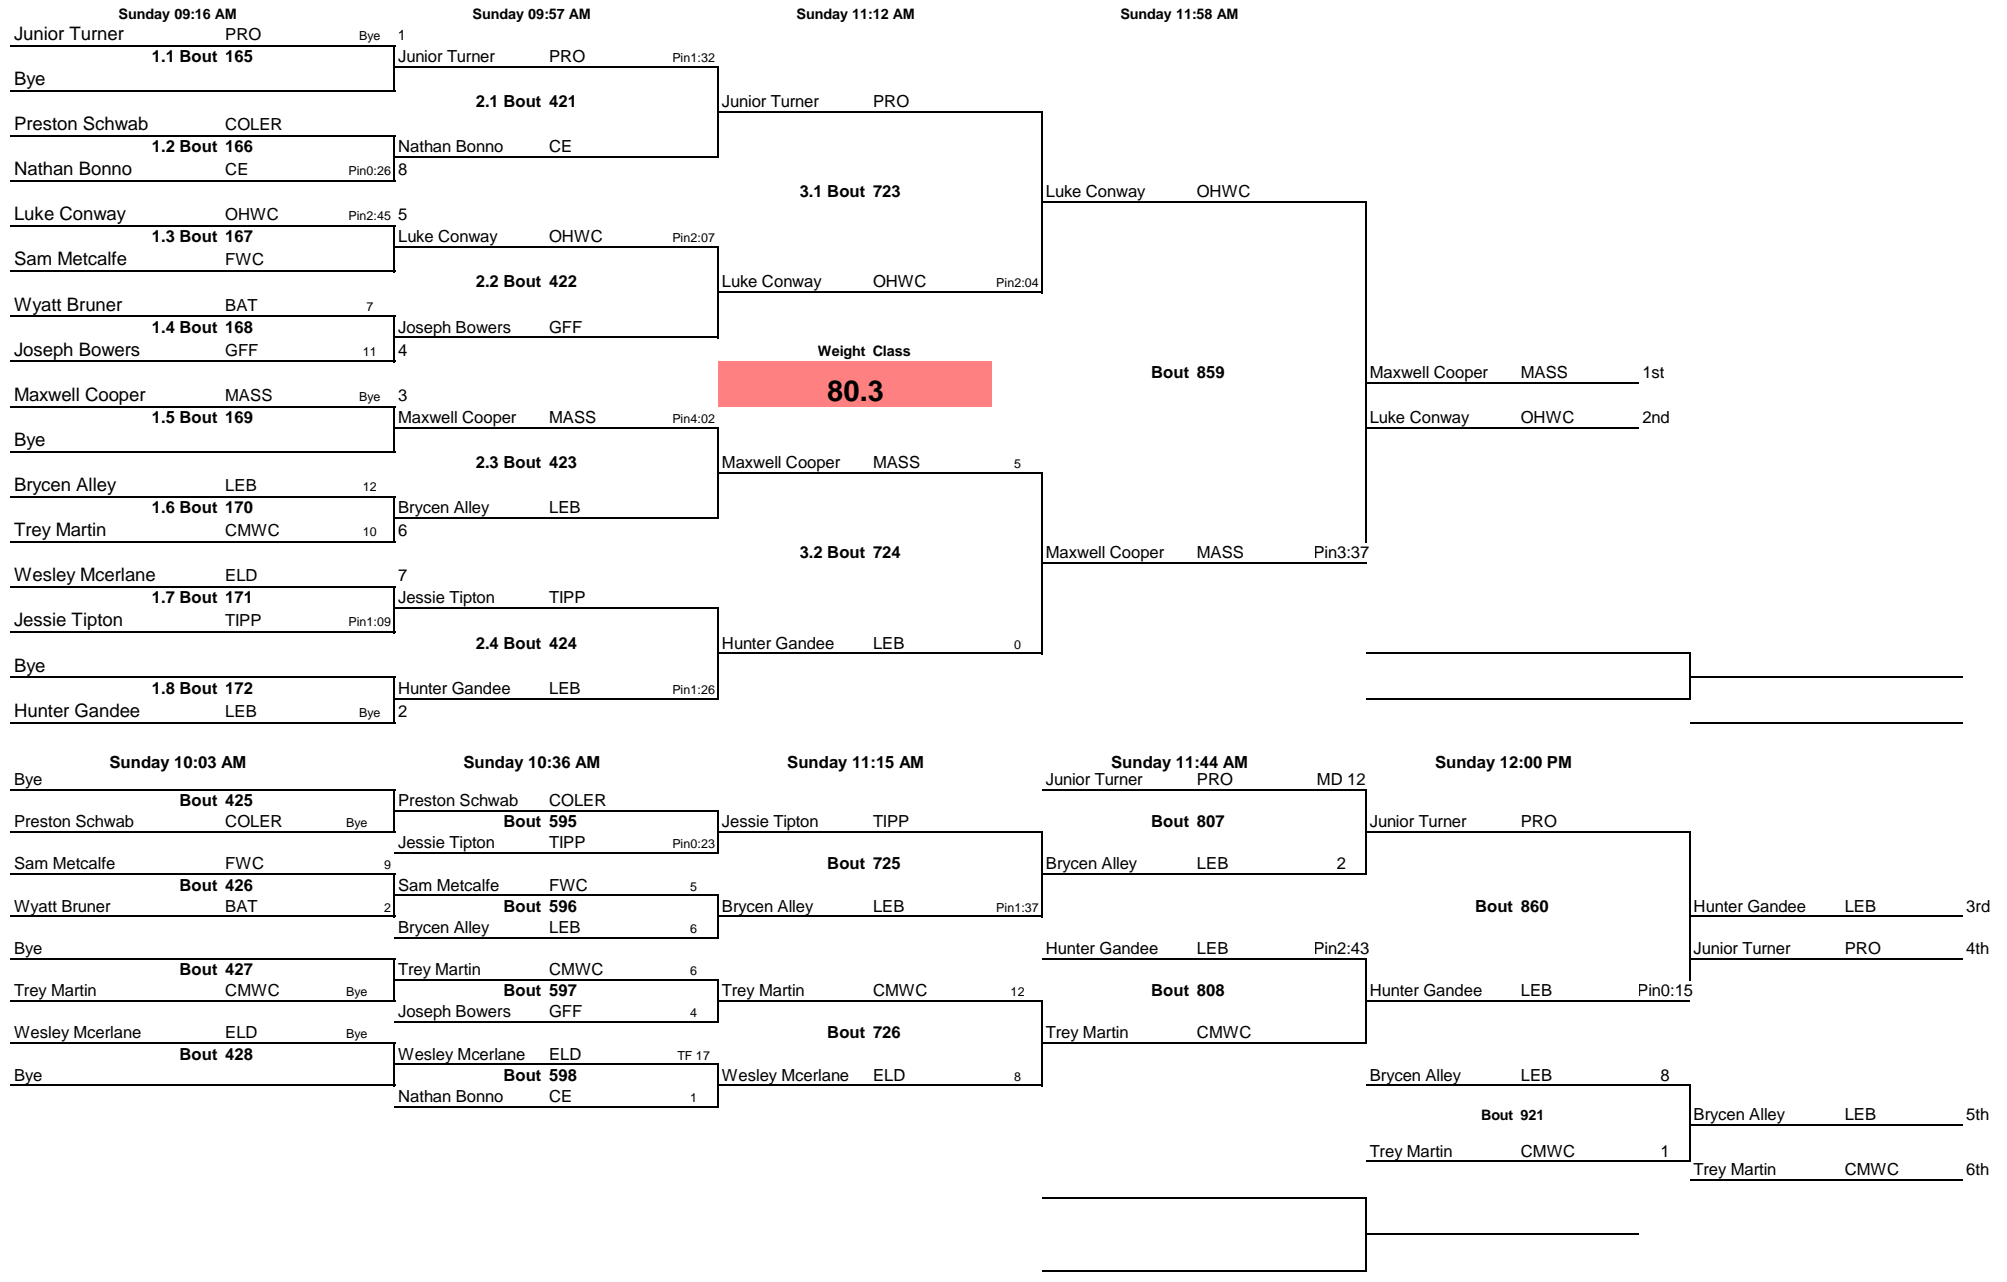 Sunday 09:16 AM Sunday 09:57 AM Sunday 11:12 AM Sunday 11:58 AM
Junior Turner PRO Bye 1
1.1 Bout 165 Junior Turner PRO Pin1:32
Bye
2.1 Bout 421 Junior Turner PRO
Preston Schwab COLER
1.2 Bout 166 Nathan Bonno CE
Nathan Bonno CE Pin0:26 8
3.1 Bout 723 Luke Conway OHWC
Luke Conway OHWC Pin2:45 5
1.3 Bout 167 Luke Conway OHWC Pin2:07
Sam Metcalfe FWC
2.2 Bout 422 Luke Conway OHWC Pin2:04
Wyatt Bruner BAT 7
1.4 Bout 168 Joseph Bowers GFF
Joseph Bowers GFF 11 4 Weight Class
Bout 859 Maxwell Cooper MASS 1st
Maxwell Cooper MASS Bye 3 80.3
1.5 Bout 169 Maxwell Cooper MASS Pin4:02 Luke Conway OHWC 2nd
Bye
2.3 Bout 423 Maxwell Cooper MASS 5
Brycen Alley LEB 12
1.6 Bout 170 Brycen Alley LEB
Trey Martin CMWC 10 6
3.2 Bout 724 Maxwell Cooper MASS Pin3:37
Wesley Mcerlane ELD 7
1.7 Bout 171 Jessie Tipton TIPP
Jessie Tipton TIPP Pin1:09
2.4 Bout 424 Hunter Gandee LEB 0
Bye
1.8 Bout 172 Hunter Gandee LEB Pin1:26
Hunter Gandee LEB Bye 2
Sunday 10:03 AM Sunday 10:36 AM Sunday 11:15 AM Sunday 11:44 AM Sunday 12:00 PM
Bye Junior Turner PRO MD 12
Bout 425 Preston Schwab COLER
Preston Schwab COLER Bye Bout 595 Jessie Tipton TIPP Bout 807 Junior Turner PRO
Jessie Tipton TIPP Pin0:23
Sam Metcalfe FWC 9 Bout 725 Brycen Alley LEB 2
Bout 426 Sam Metcalfe FWC 5
Wyatt Bruner BAT 2 Bout 596 Brycen Alley LEB Pin1:37 Bout 860 Hunter Gandee LEB 3rd
Brycen Alley LEB 6
Bye Hunter Gandee LEB Pin2:43 Junior Turner PRO 4th
Bout 427 Trey Martin CMWC 6
Trey Martin CMWC Bye Bout 597 Trey Martin CMWC 12 Bout 808 Hunter Gandee LEB Pin0:15
Joseph Bowers GFF 4
Wesley Mcerlane ELD Bye Bout 726 Trey Martin CMWC
Bout 428 Wesley Mcerlane ELD TF 17
Bye Bout 598 Wesley Mcerlane ELD 8 Brycen Alley LEB 8
Nathan Bonno CE 1
Bout 921 Brycen Alley LEB 5th
Trey Martin CMWC 1
Trey Martin CMWC 6th